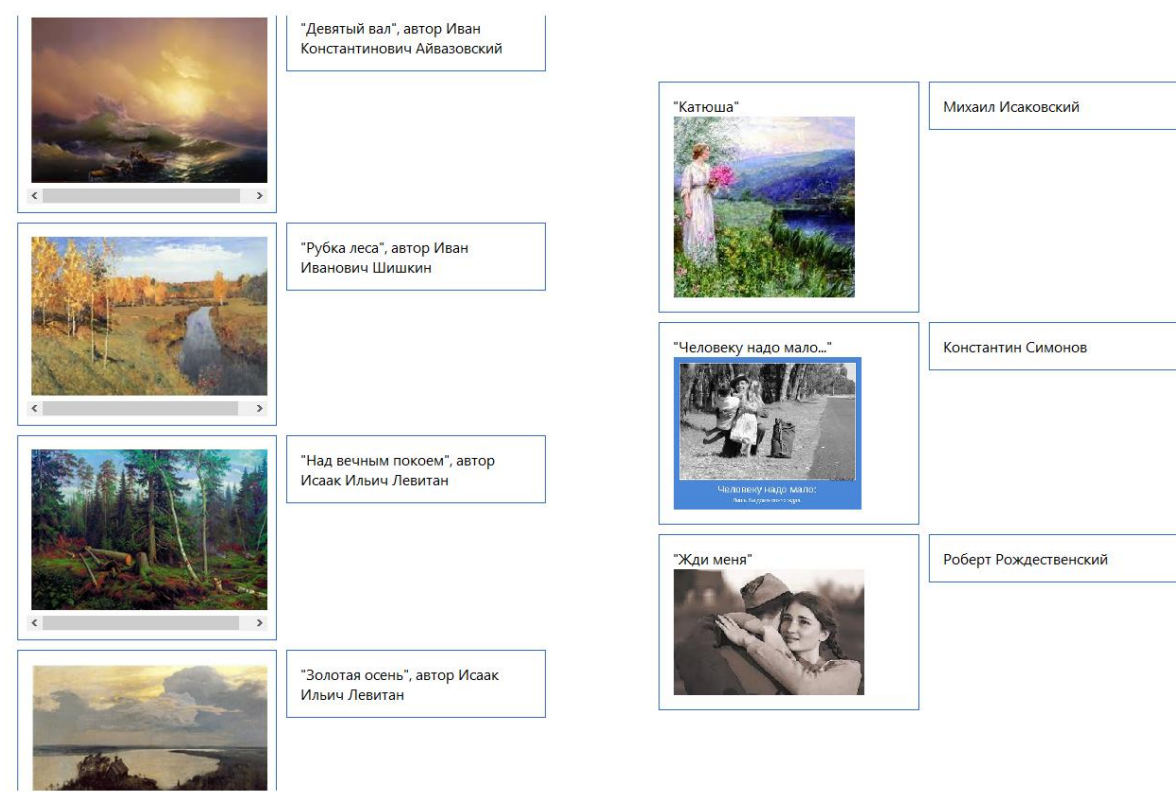 "Девятый вал", автор Иван
Константинович Айвазовский
"Рубка леса", автор Иван
Иванович Шишкин
"Над вечным покоем", автор
Исаак Ильич Левитан
"Золотая осень", автор Исаак
Ильич Левитан
"Катюша"
Михаил Исаковский
"Человеку надо мало..."
Константин Симонов
Человеку надо мало:
"Жди меня"
Роберт Рождественский